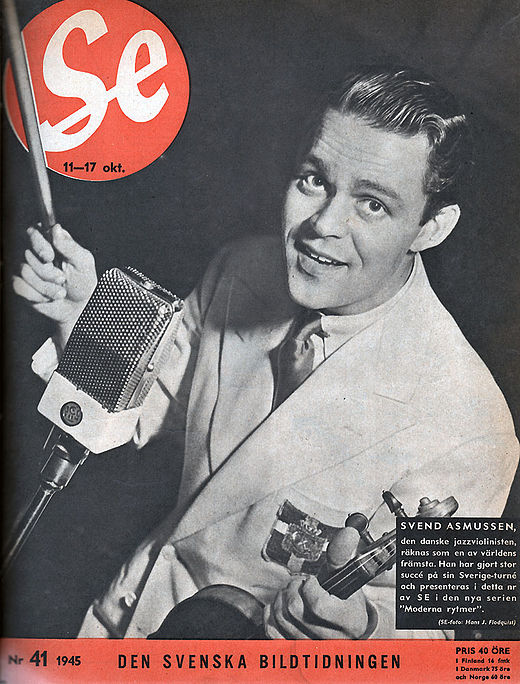 Se
11—17 okt.
SVEND ASMUSSEN,
den danske jazzviolinisten,
räknas som en av världens
främsta. Han har gjort stor
succé på sin Sverige-turné
och presenteras i detta nr
av SE i den nya serien
"Moderna rytmer".
(SE-foto: Hans J. Flodquist)
Nr 41 1945
DEN SVENSKA BILDTIDNINGEN
PRIS 40 ÖRE
I Finland 16 fmk
I Danmark 75 öre
och Norge 60 öre